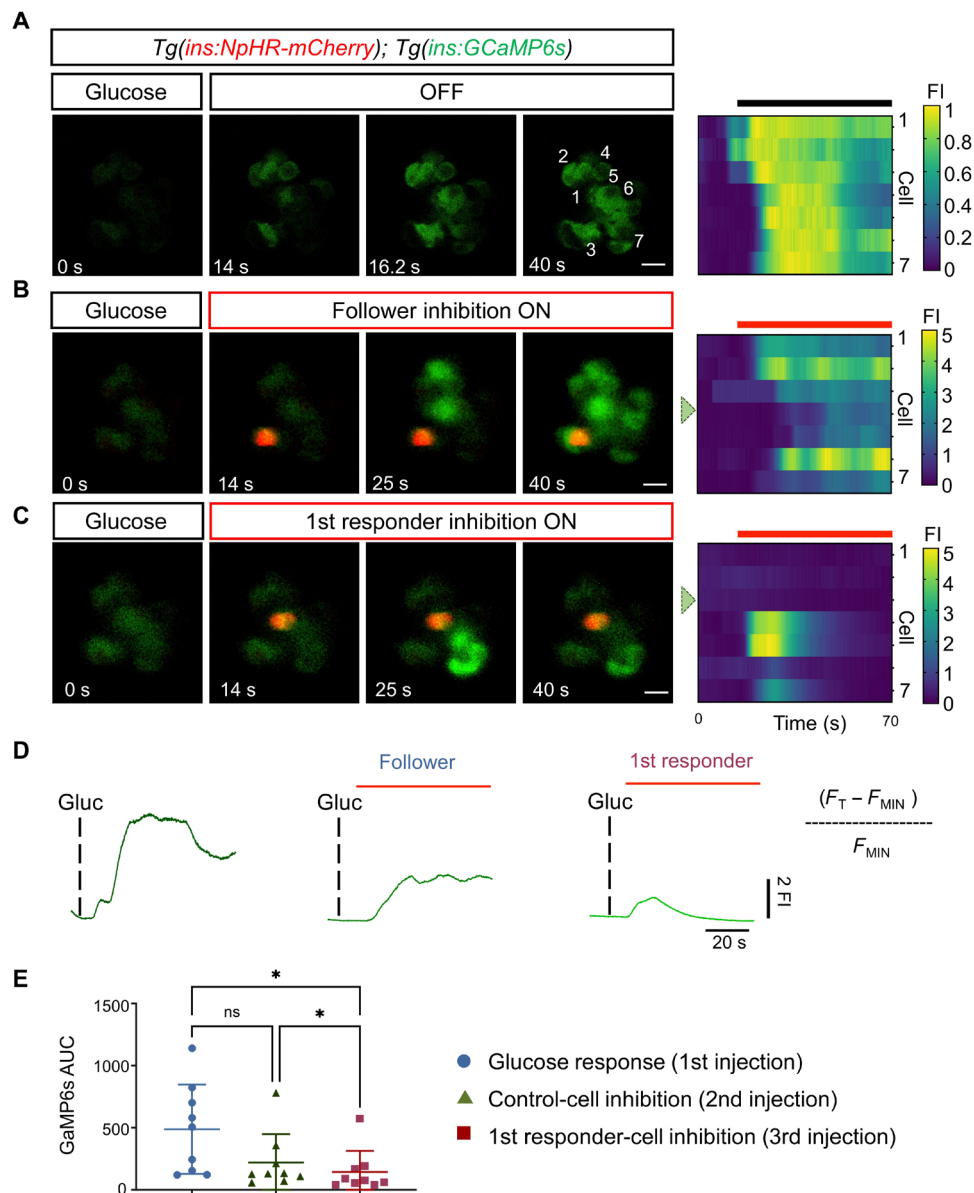 A
Tg(ins:NpHR-mCherry); Tg(ins:GCaMP6s)
Glucose
OFF
0 s
14 s
16.2 s
40 s
1
2
3
4
5
6
7
FI
1
0.8
0.6
0.4
0.2
0
1
Cell
7
B
Glucose
Follower inhibition ON
0 s
14 s
25 s
40 s
FI
5
4
3
2
1
0
1
Cell
7
C
Glucose
1st responder inhibition ON
0 s
14 s
25 s
40 s
FI
5
4
3
2
1
0
1
Cell
7
0
Time (s)
70
D
Follower
1st responder
Gluc
Gluc
Gluc
(FT – FMIN )
FMIN
2 FI
20 s
E
GaMP6s AUC
1500
1000
500
0
*
ns
*
Glucose response (1st injection)
Control-cell inhibition (2nd injection)
1st responder-cell inhibition (3rd injection)